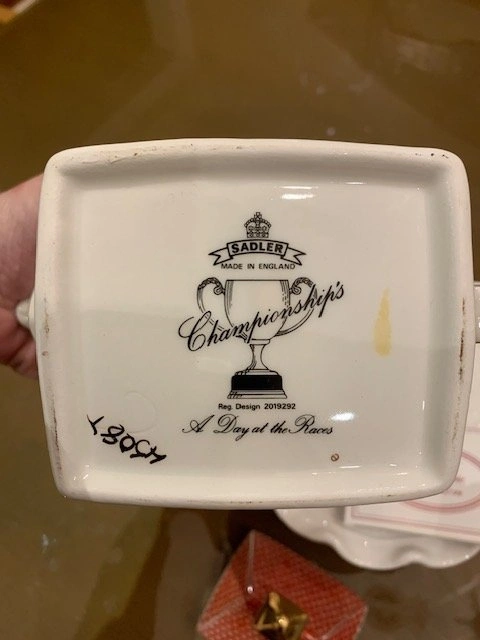 SADLER
MADE IN ENGLAND
Championship's
Reg. Design 2019292
A Day at the Races